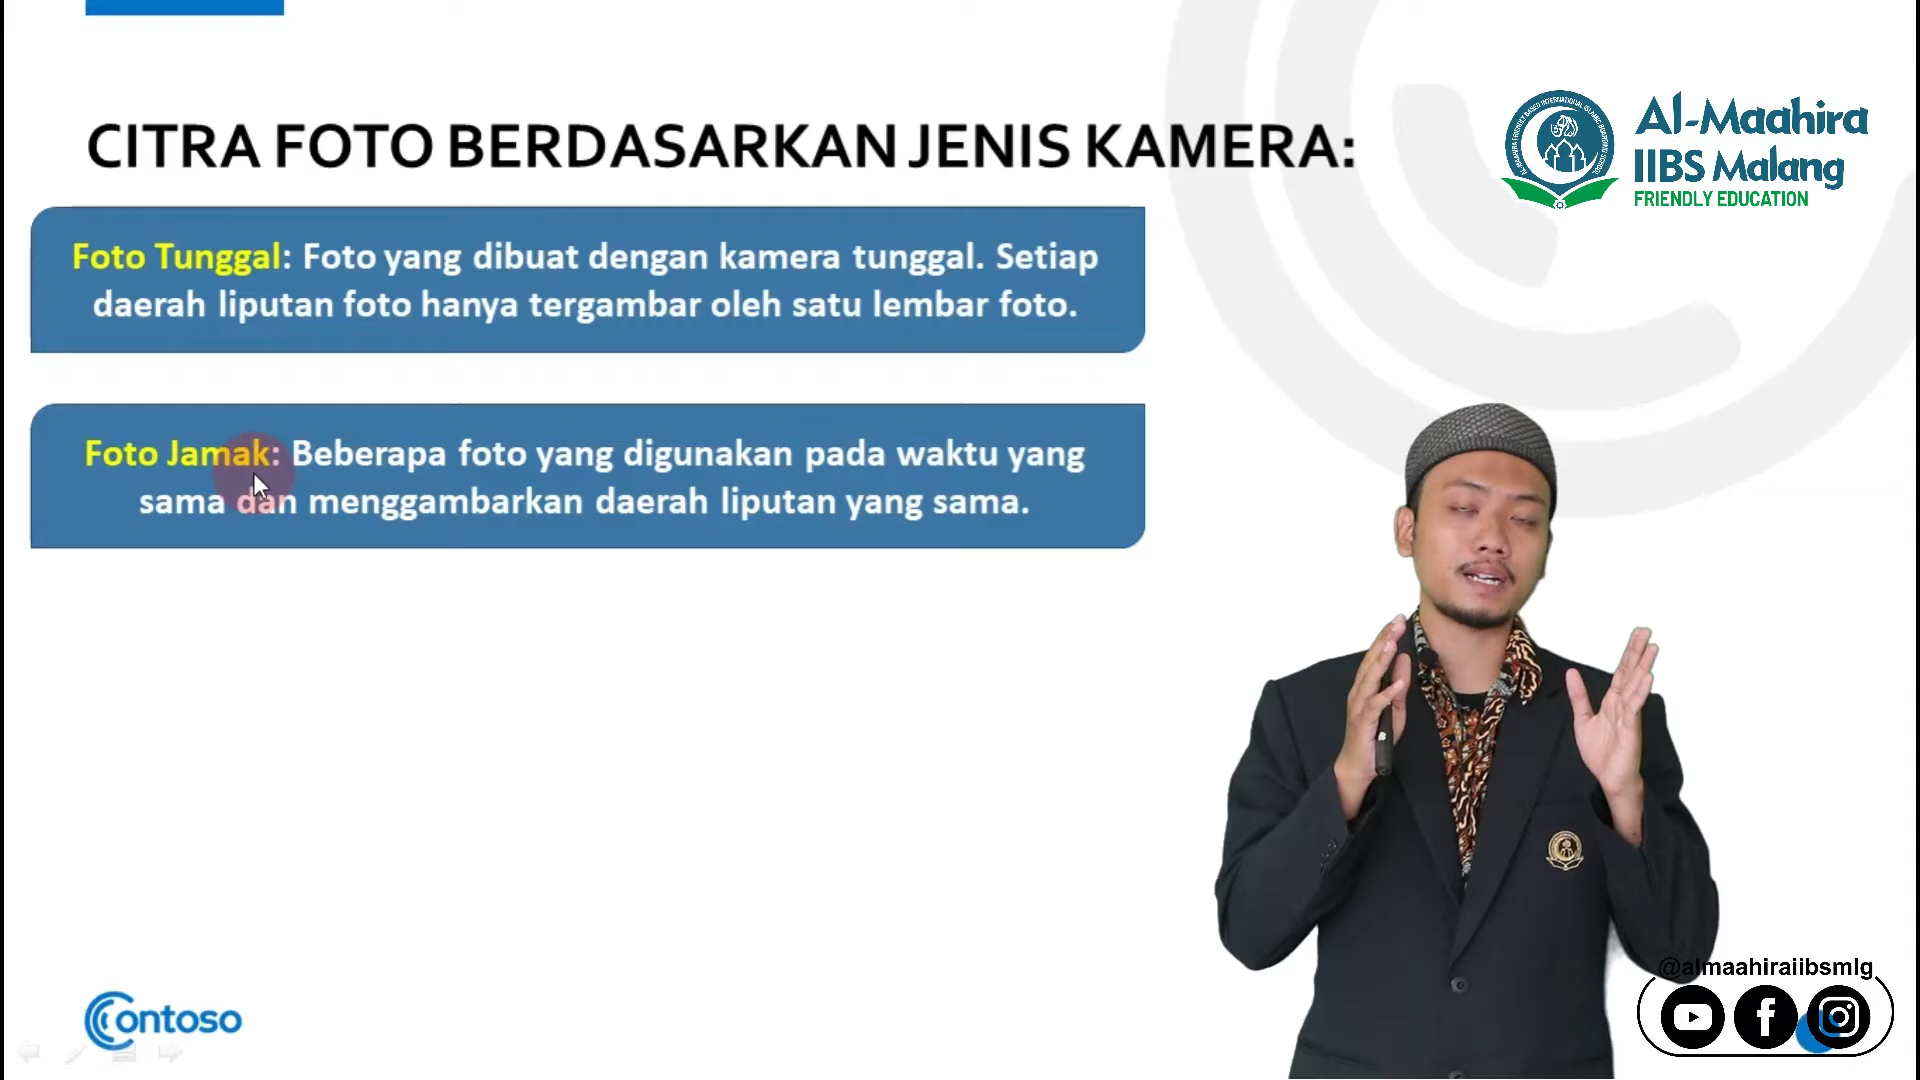 CITRA FOTO BERDASARKAN JENIS KAMERA:
Al-Maahira
IIBS Malang
FRIENDLY EDUCATION
Foto Tunggal: Foto yang dibuat dengan kamera tunggal. Setiap
daerah liputan foto hanya tergambar oleh satu lembar foto.
Foto Jamak: Beberapa foto yang digunakan pada waktu yang
sama dan menggambarkan daerah liputan yang sama.
@almaahiraiibsmlg
Contoso